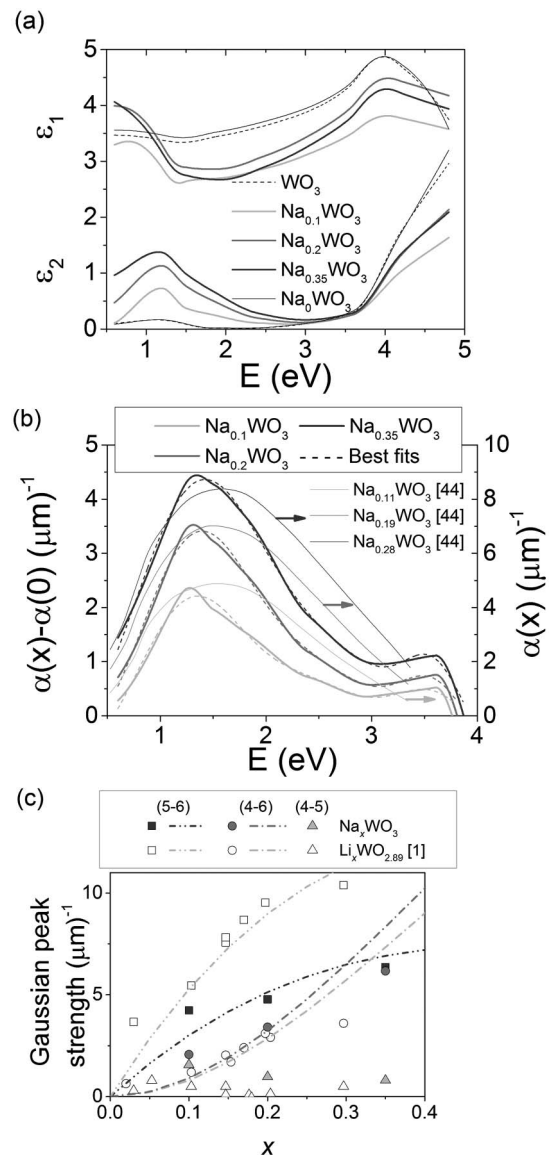 (a)
5
4
3
2
1
0
ε₁
ε₂
WO₃
Na₀.₁WO₃
Na₀.₂WO₃
Na₀.₃₅WO₃
Na₀WO₃
1 2 3 4 5
E (eV)
(b)
Na₀.₁WO₃ Na₀.₃₅WO₃
Na₀.₂WO₃ Best fits
Na₀.₁₁WO₃ [44]
Na₀.₁₉WO₃ [44]
Na₀.₂₈WO₃ [44]
5
4
3
2
1
0
α(x)-α(0) (μm)⁻¹
10
8
6
4
2
0
α(x) (μm)⁻¹
1 2 3 4
E (eV)
(c)
(5-6) (4-6) (4-5)
NaₓWO₃
LiₓWO₂.₈₉ [1]
10
5
0
Gaussian peak
strength (μm)⁻¹
0.0 0.1 0.2 0.3 0.4
x